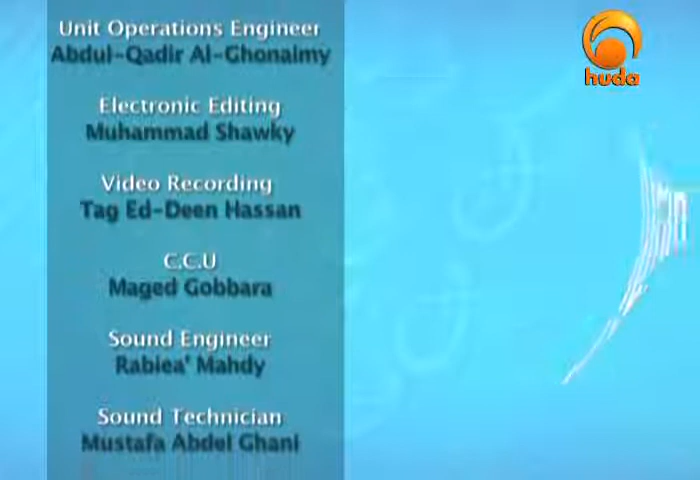 Unit Operations Engineer
Abdul-Qadir Al-Ghonaimy
Electronic Editing
Muhammad Shawky
Video Recording
Tag Ed-Deen Hassan
C.C.U
Maged Gobbara
Sound Engineer
Rabiea' Mahdy
Sound Technician
Mustafa Abdel Ghani
huda